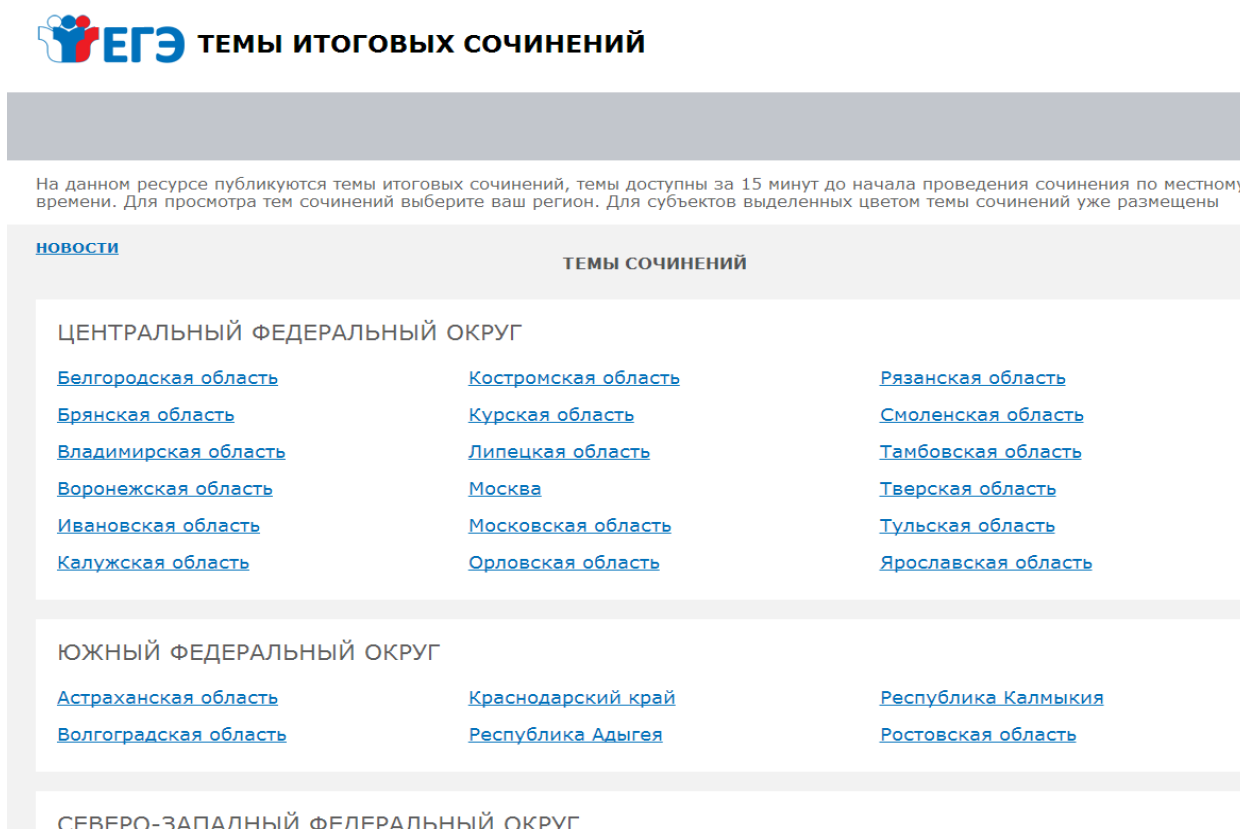 ЕГЭ ТЕМЫ ИТОГОВЫХ СОЧИНЕНИЙ
На данном ресурсе публикуются темы итоговых сочинений, темы доступны за 15 минут до начала проведения сочинения по местному
времени. Для просмотра тем сочинений выберите ваш регион. Для субъектов выделенных цветом темы сочинений уже размещены
НОВОСТИ
ТЕМЫ СОЧИНЕНИЙ
ЦЕНТРАЛЬНЫЙ ФЕДЕРАЛЬНЫЙ ОКРУГ
Белгородская область Костромская область Рязанская область
Брянская область Курская область Смоленская область
Владимирская область Липецкая область Тамбовская область
Воронежская область Москва Тверская область
Ивановская область Московская область Тульская область
Калужская область Орловская область Ярославская область
ЮЖНЫЙ ФЕДЕРАЛЬНЫЙ ОКРУГ
Астраханская область Краснодарский край Республика Калмыкия
Волгоградская область Республика Адыгея Ростовская область
СЕВЕРО-ЗАПАДНЫЙ ФЕДЕРАЛЬНЫЙ ОКРУГ